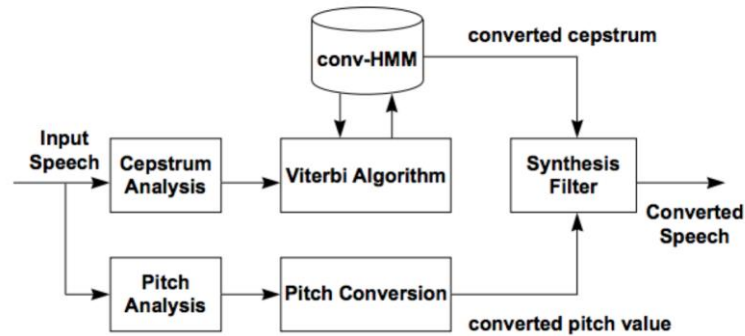 conv-HMM
converted cepstrum
Input
Speech
Cepstrum
Analysis
Viterbi Algorithm
Synthesis
Filter
Converted
Speech
Pitch
Analysis
Pitch Conversion
converted pitch value